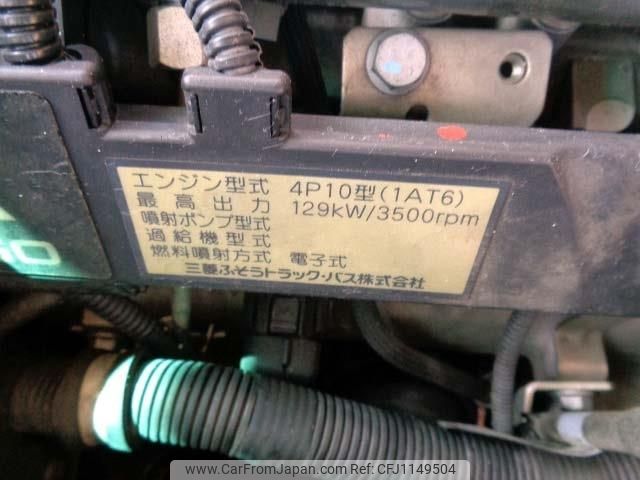 エンジン型式 4P10型(1AT6)
最高出力 129kW/3500rpm
噴射ポンプ型式
過給機型式
燃料噴射方式 電子式
三菱ふそうトラック・バス株式会社
www.CarFromJapan.com Ref No. CFJ1149504